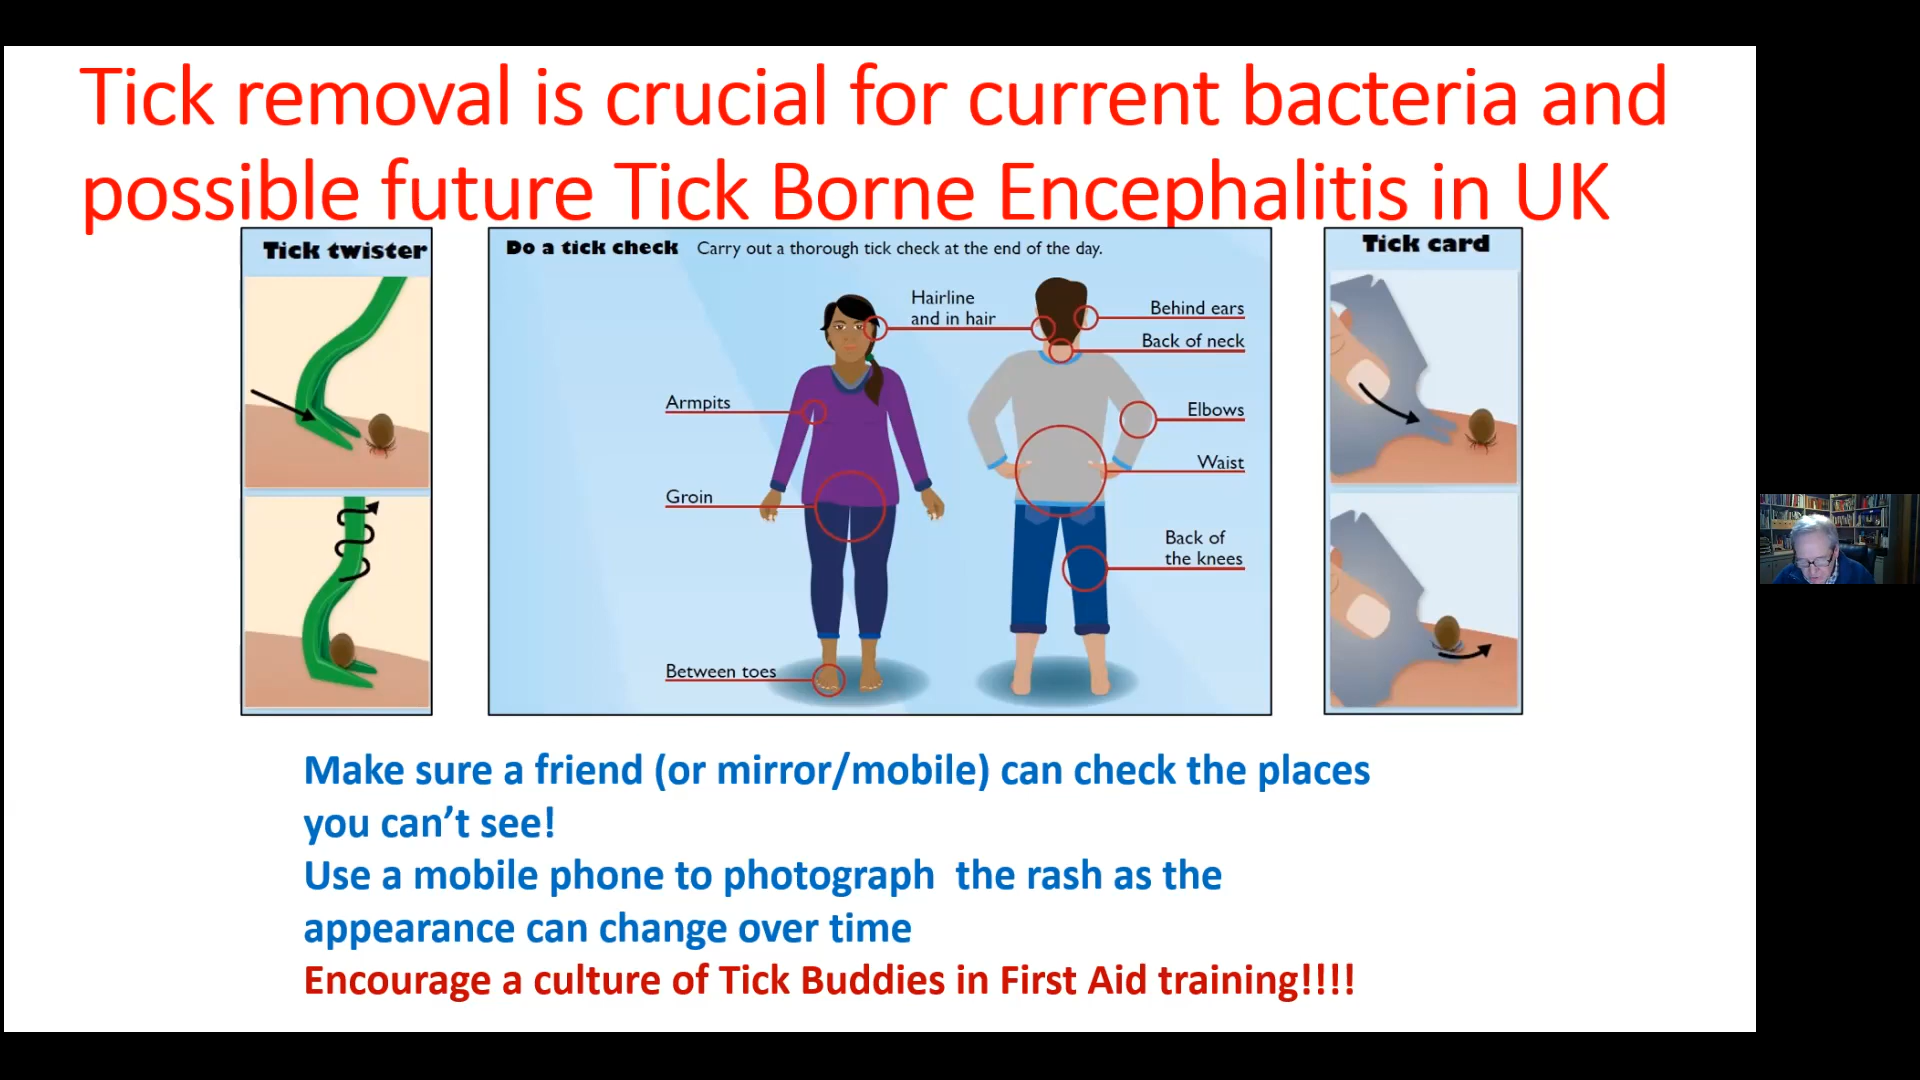 Tick removal is crucial for current bacteria and
possible future Tick Borne Encephalitis in UK
Tick twister
Do a tick check Carry out a thorough tick check at the end of the day.
Hairline
and in hair
Armpits
Groin
Between toes
Behind ears
Back of neck
Elbows
Waist
Back of
the knees
Tick card
Make sure a friend (or mirror/mobile) can check the places
you can’t see!
Use a mobile phone to photograph  the rash as the
appearance can change over time
Encourage a culture of Tick Buddies in First Aid training!!!!